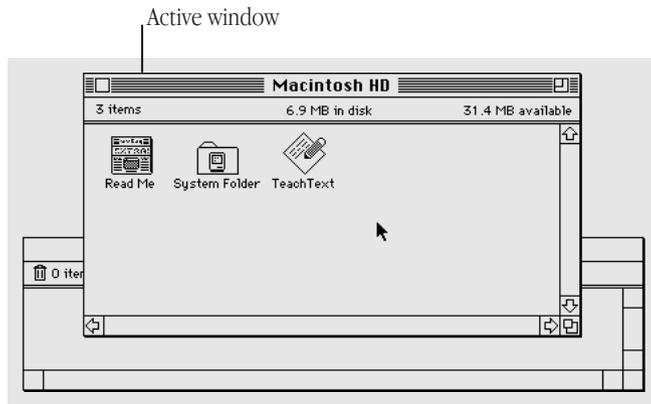 Active window
Macintosh HD
3 items 6.9 MB in disk 31.4 MB available
Read Me System Folder TeachText
0 item